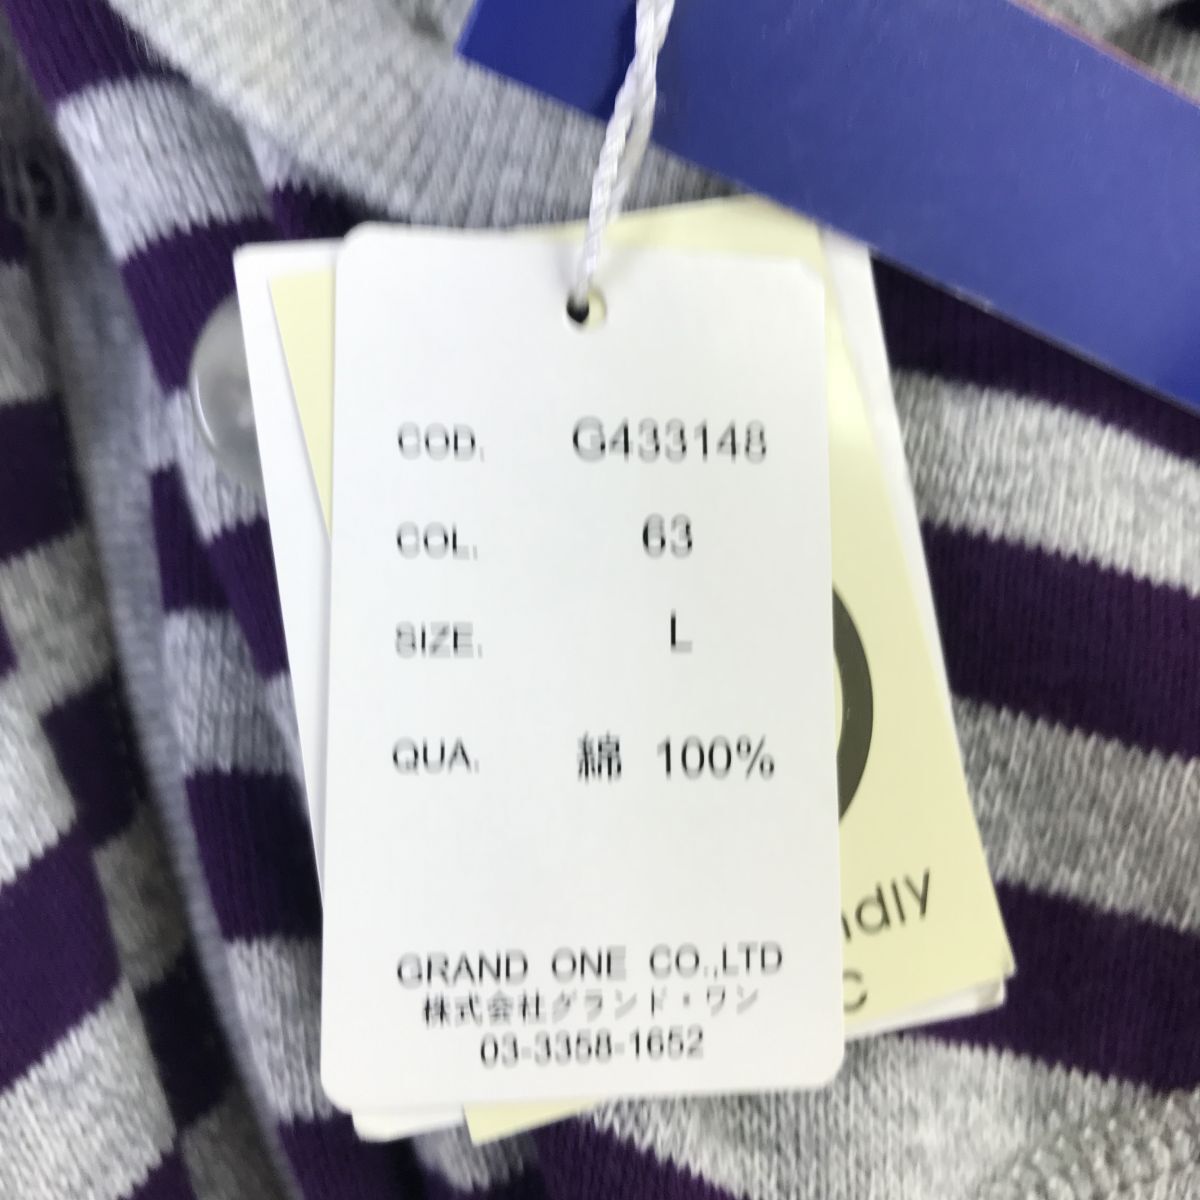 COD. G433148
COL. 63
SIZE. L
QUA. 綿 100%
GRAND ONE CO.,LTD
株式会社グランド・ワン
03-3358-1652